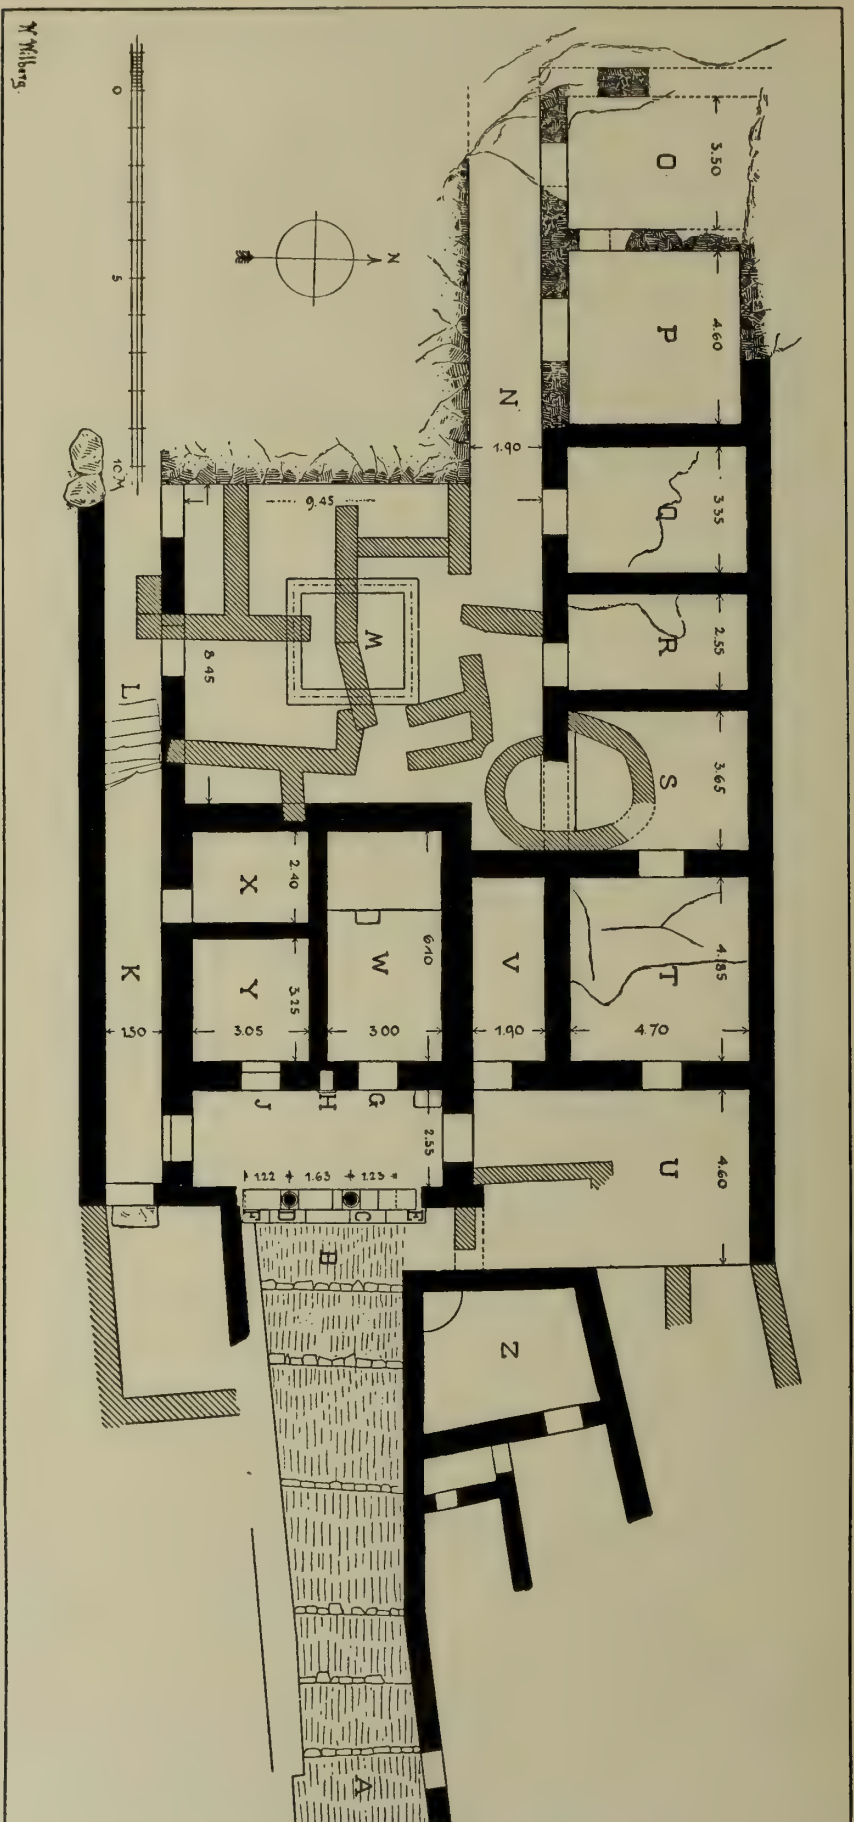 W Wilberg.
0
5
10 M
N
O
3.50
P
4.60
N
1.90
Q
3.35
R
2.55
S
3.65
9.45
M
8.45
L
X
2.40
W
6.10
V
T
4.85
K
Y
3.25
1.50
3.05
3.00
1.90
4.70
J
H
G
2.55
U
4.60
1.22
1.63
1.23
F
D
C
E
B
Z
A